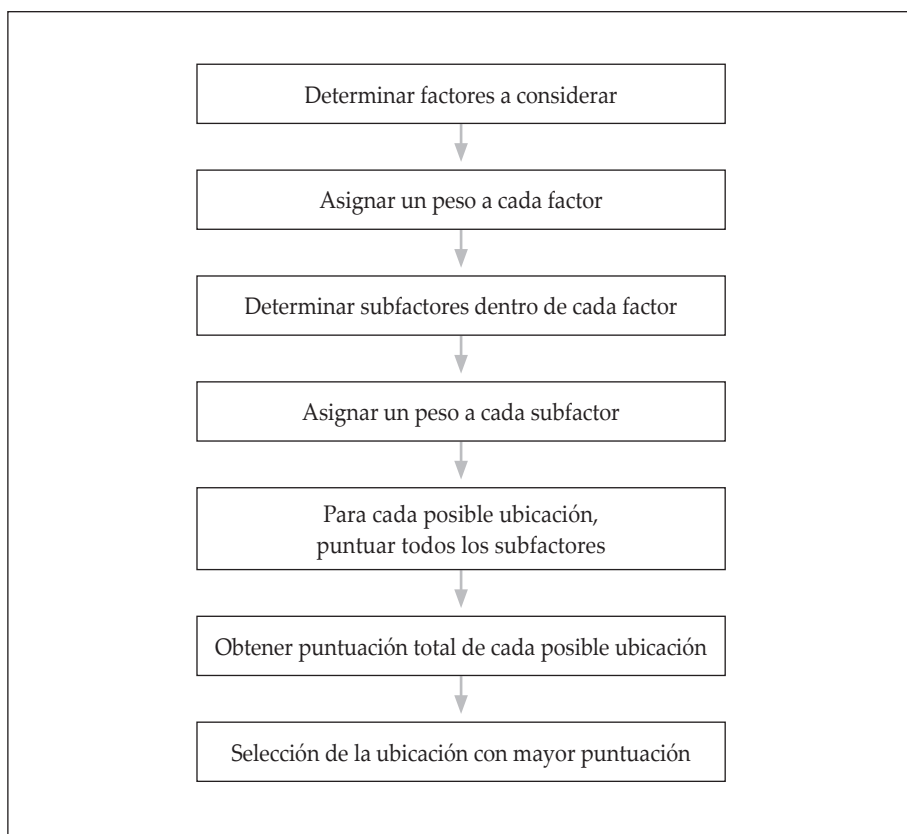 Determinar factores a considerar
Asignar un peso a cada factor
Determinar subfactores dentro de cada factor
Asignar un peso a cada subfactor
Para cada posible ubicación,
puntuar todos los subfactores
Obtener puntuación total de cada posible ubicación
Selección de la ubicación con mayor puntuación